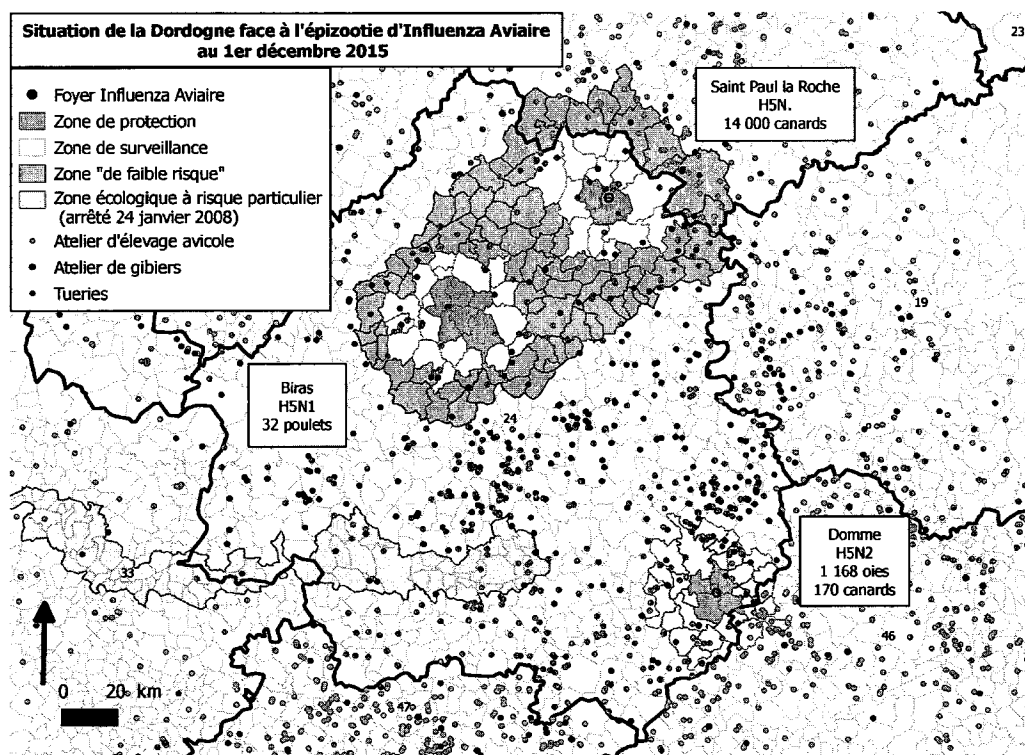 Situation de la Dordogne face à l'épizootie d'Influenza Aviaire
au 1er décembre 2015
Foyer Influenza Aviaire
Zone de protection
Zone de surveillance
Zone "de faible risque"
Zone écologique à risque particulier
(arrêté 24 janvier 2008)
Atelier d'élevage avicole
Atelier de gibiers
Tueries
23
Saint Paul la Roche
H5N.
14 000 canards
19
Biras
H5N1
32 poulets
24
Domme
H5N2
1 168 oies
170 canards
33
46
0 20 km
47